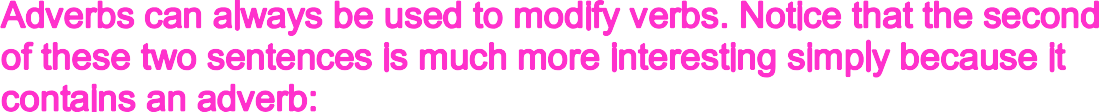 Adverbs can always be used to modify verbs. Notice that the second
of these two sentences is much more interesting simply because it
contains an adverb: